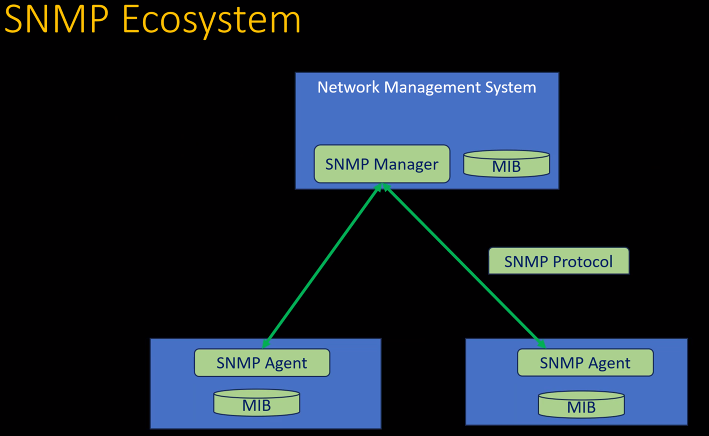 SNMP Ecosystem
Network Management System
SNMP Manager
MIB
SNMP Protocol
SNMP Agent
MIB
SNMP Agent
MIB